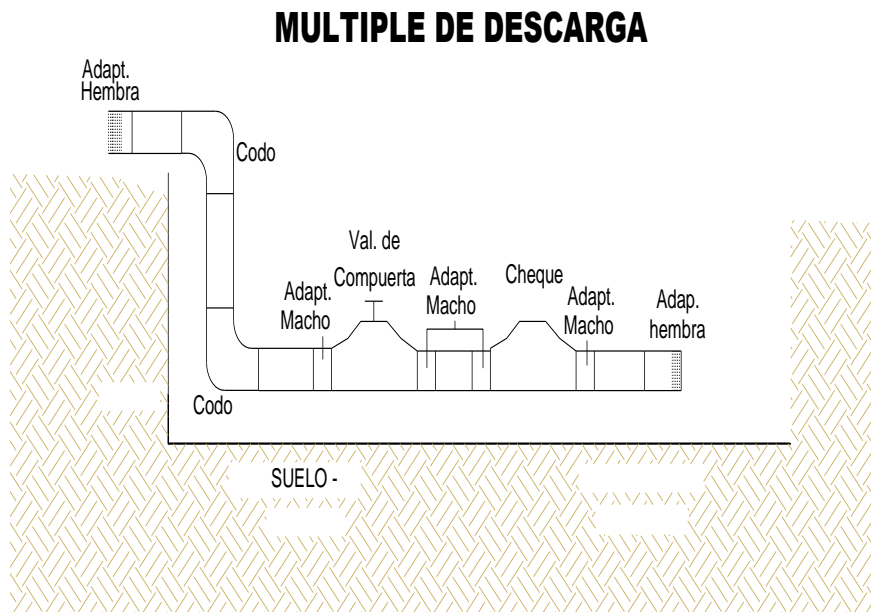 MULTIPLE DE DESCARGA
Adapt.
Hembra
Codo
Val. de
Compuerta
Adapt.
Macho
Adapt.
Macho
Cheque
Adapt.
Macho
Adap.
hembra
Codo
SUELO -